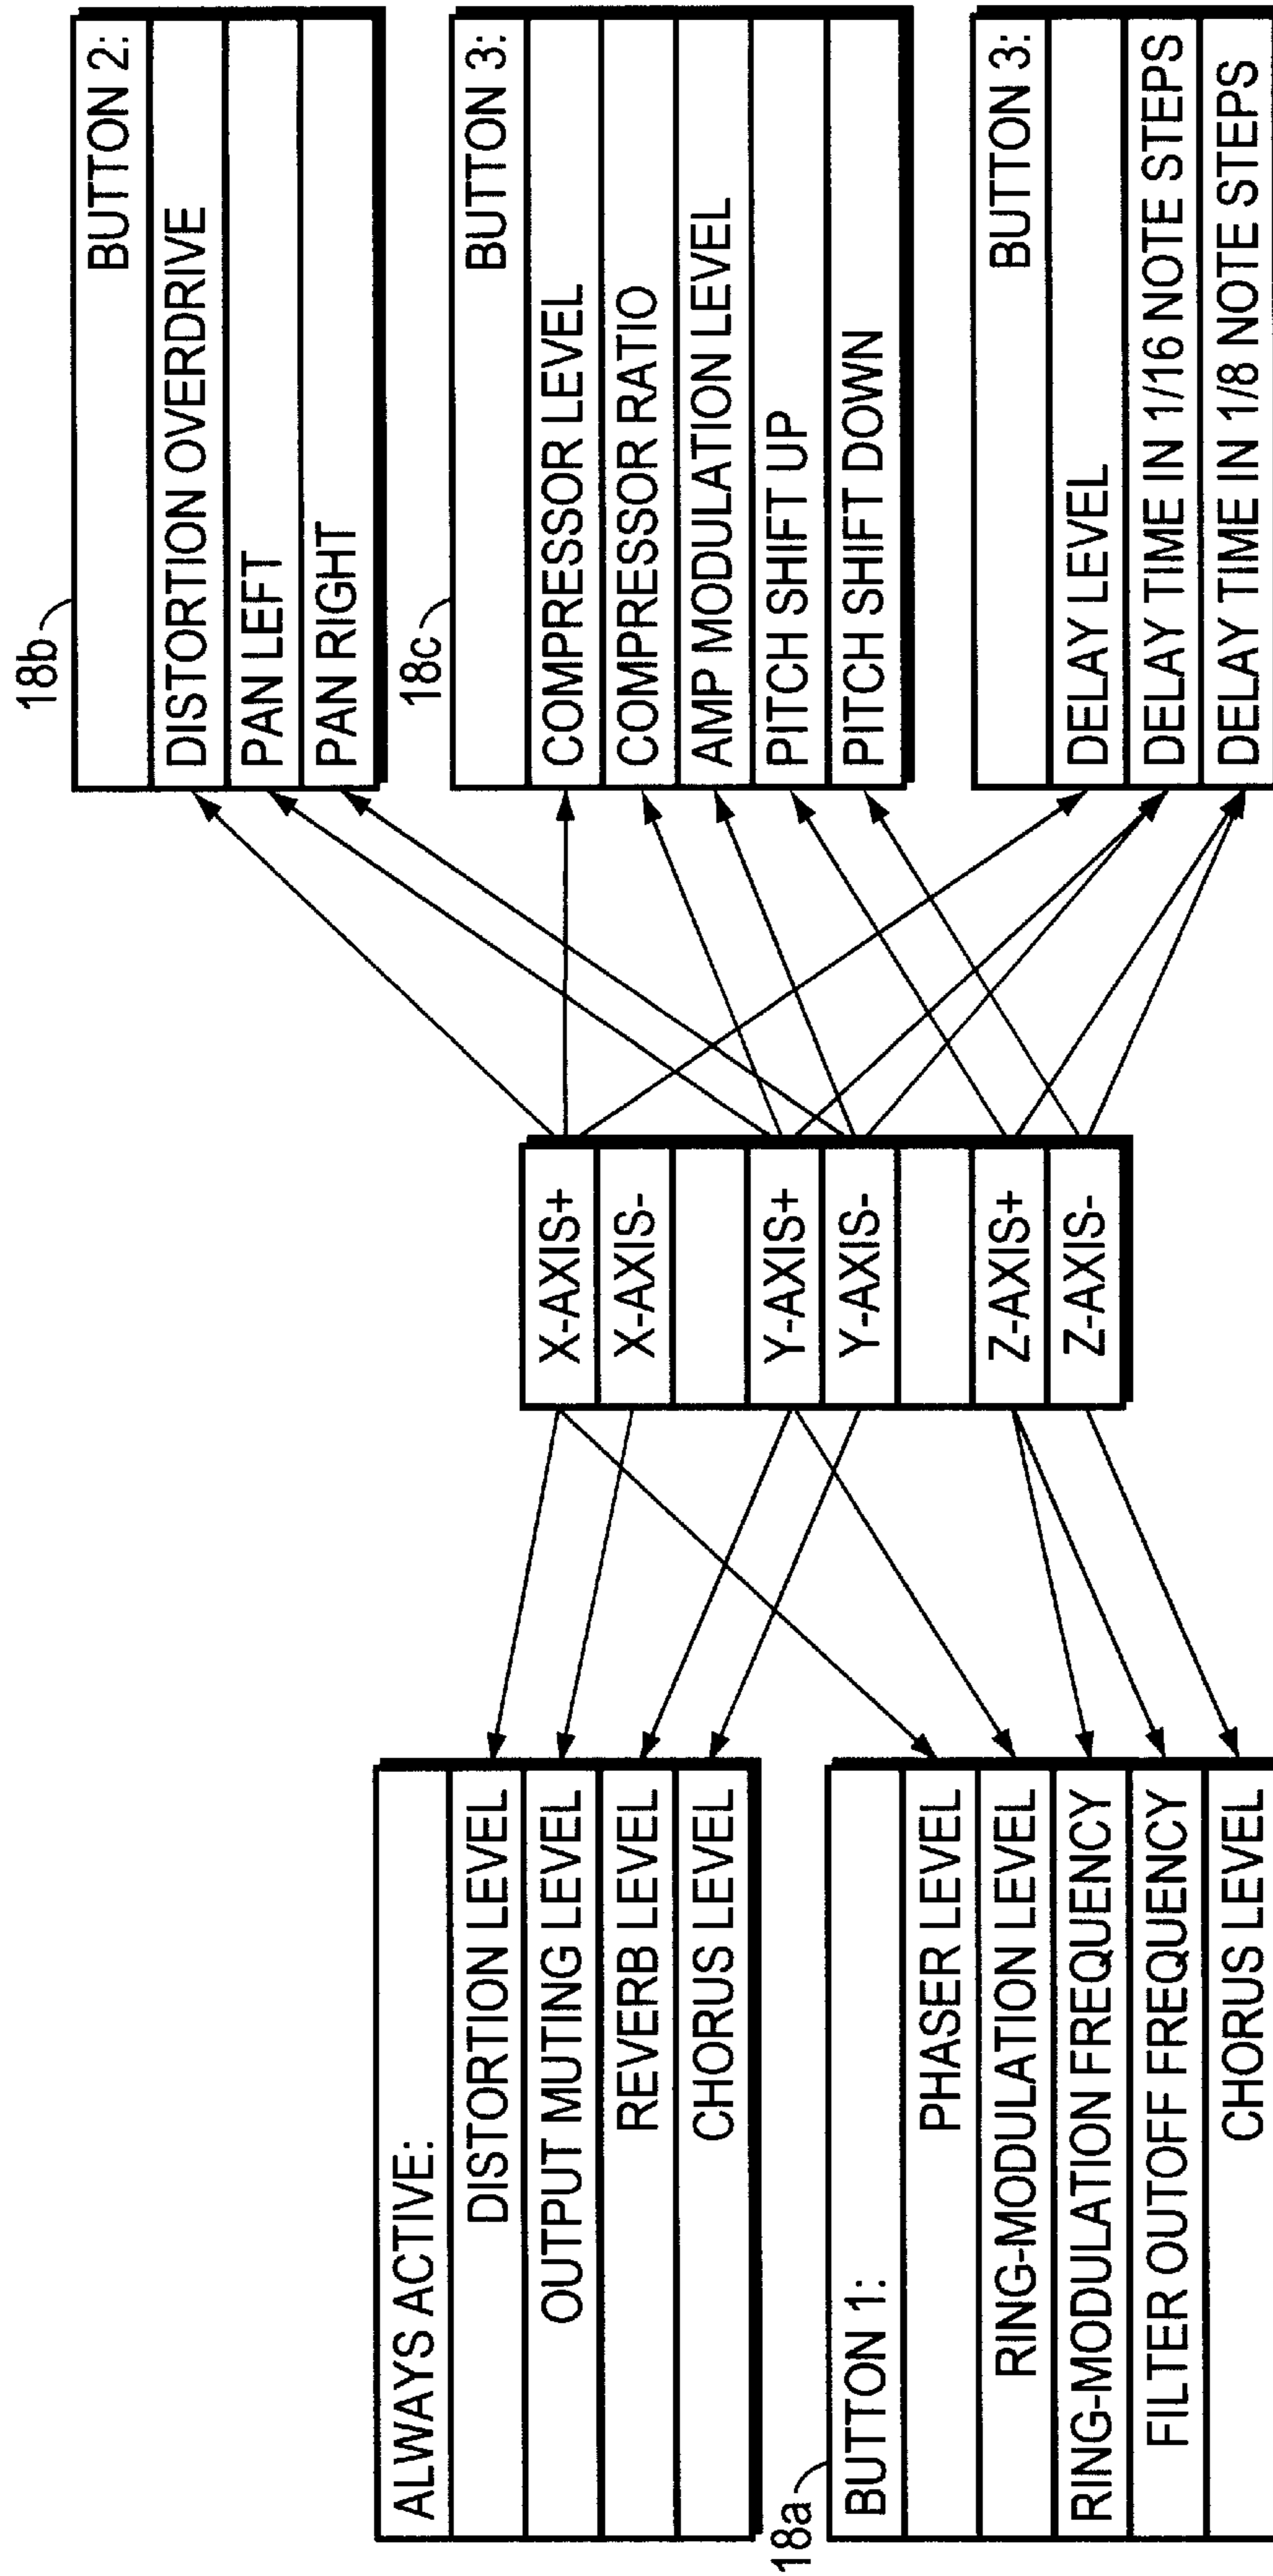 ALWAYS ACTIVE:
DISTORTION LEVEL
OUTPUT MUTING LEVEL
REVERB LEVEL
CHORUS LEVEL
18a
BUTTON 1:
PHASER LEVEL
RING-MODULATION LEVEL
RING-MODULATION FREQUENCY
FILTER OUTOFF FREQUENCY
CHORUS LEVEL
X-AXIS+
X-AXIS-
Y-AXIS+
Y-AXIS-
Z-AXIS+
Z-AXIS-
18b
BUTTON 2:
DISTORTION OVERDRIVE
PAN LEFT
PAN RIGHT
18c
BUTTON 3:
COMPRESSOR LEVEL
COMPRESSOR RATIO
AMP MODULATION LEVEL
PITCH SHIFT UP
PITCH SHIFT DOWN
BUTTON 3:
DELAY LEVEL
DELAY TIME IN 1/16 NOTE STEPS
DELAY TIME IN 1/8 NOTE STEPS